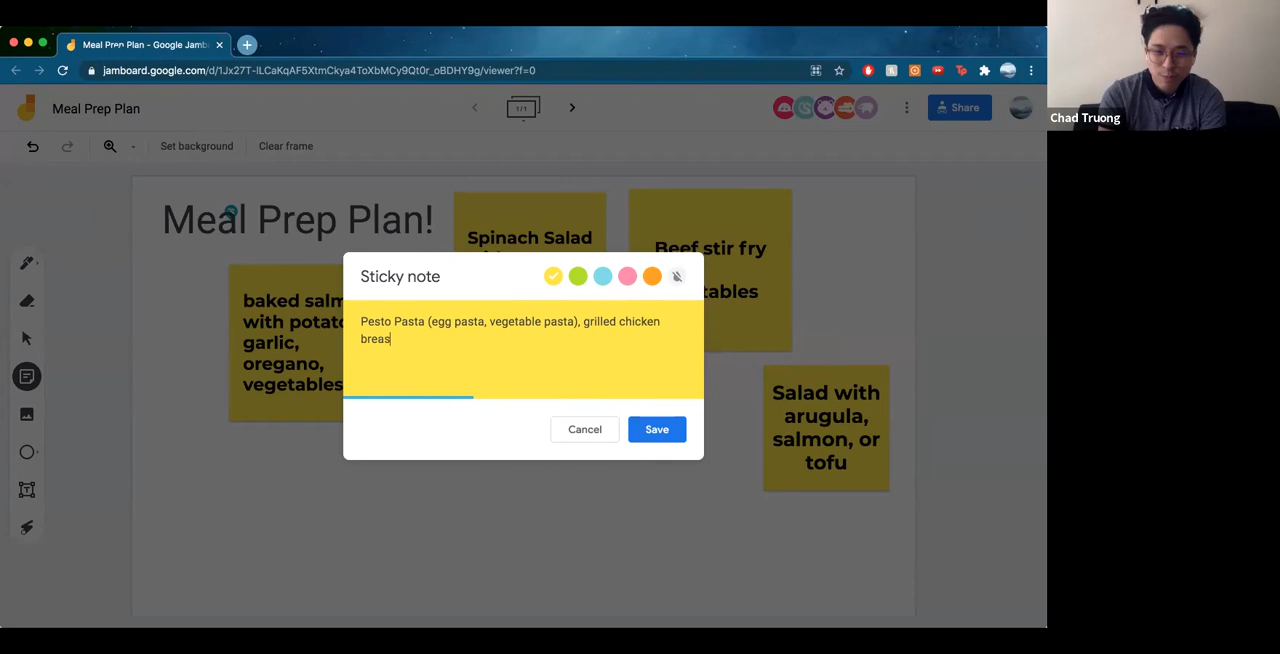 Meal Prep Plan - Google Jamb
jamboard.google.com/d/1Jx27T-lLCaKqAF5XtmCkya4ToXbMCy9Qt0r_oBDHY9g/viewer?f=0
Meal Prep Plan
1/1
Share
Chad Truong
Set background
Clear frame
Meal Prep Plan!
Spinach Salad
Beef stir fry
tables
baked salm
with potato
garlic,
oregano,
vegetables
Sticky note
Pesto Pasta (egg pasta, vegetable pasta), grilled chicken
breas
Cancel
Save
Salad with
arugula,
salmon, or
tofu